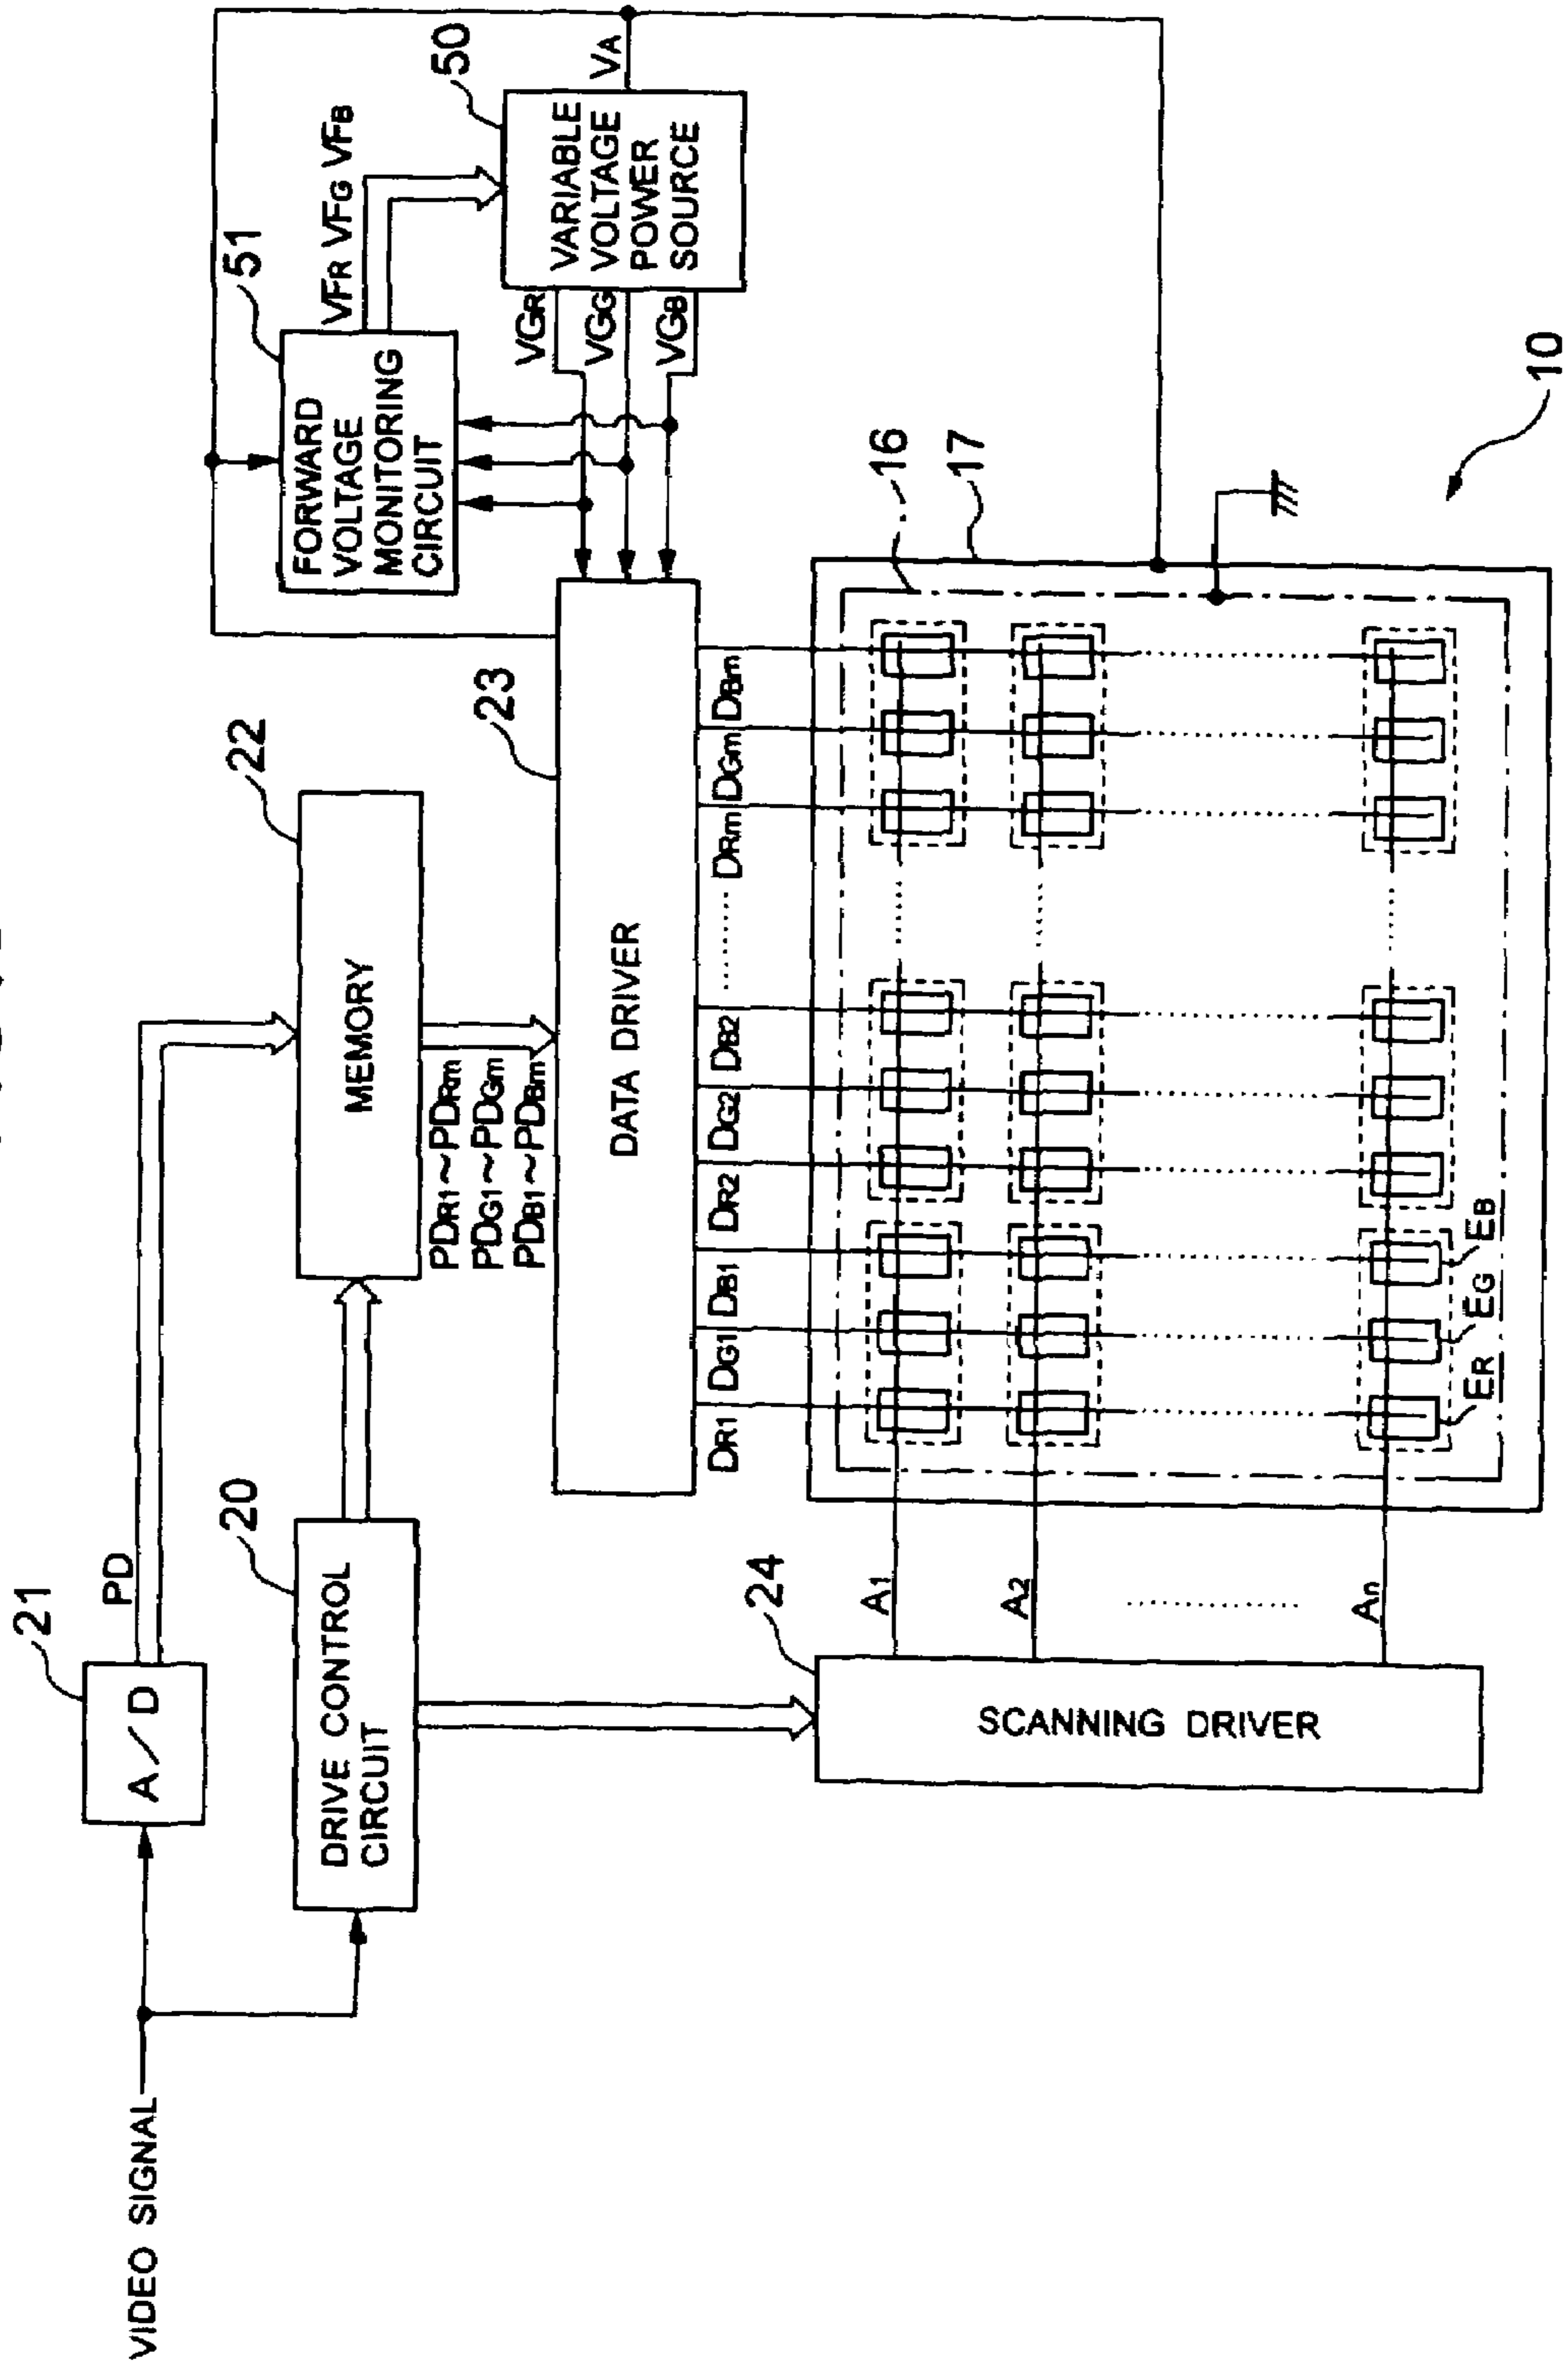 VIDEO SIGNAL
21
A/D
PD
20
DRIVE CONTROL
CIRCUIT
22
MEMORY
PDR1~PDRm
PDG1~PDGm
PDB1~PDBm
23
DATA DRIVER
51
FORWARD
VOLTAGE
MONITORING
CIRCUIT
VFR VFG VFB
50
VARIABLE
VOLTAGE
POWER
SOURCE
VA
VGR
VGG
VGB
DR1 DG1 DB1 DR2 DG2 DB2 DRm DGm DBm
24
SCANNING DRIVER
A1
A2
An
ER EG EB
16
17
10